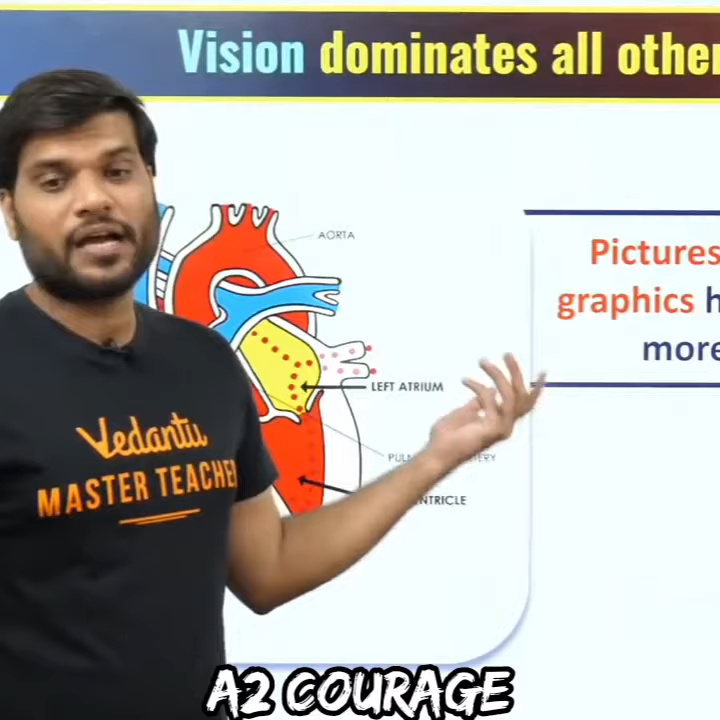 Vision dominates all other
AORTA
Pictures
graphics
more
LEFT ATRIUM
Vedantu
MASTER TEACHER
A2 COURAGE